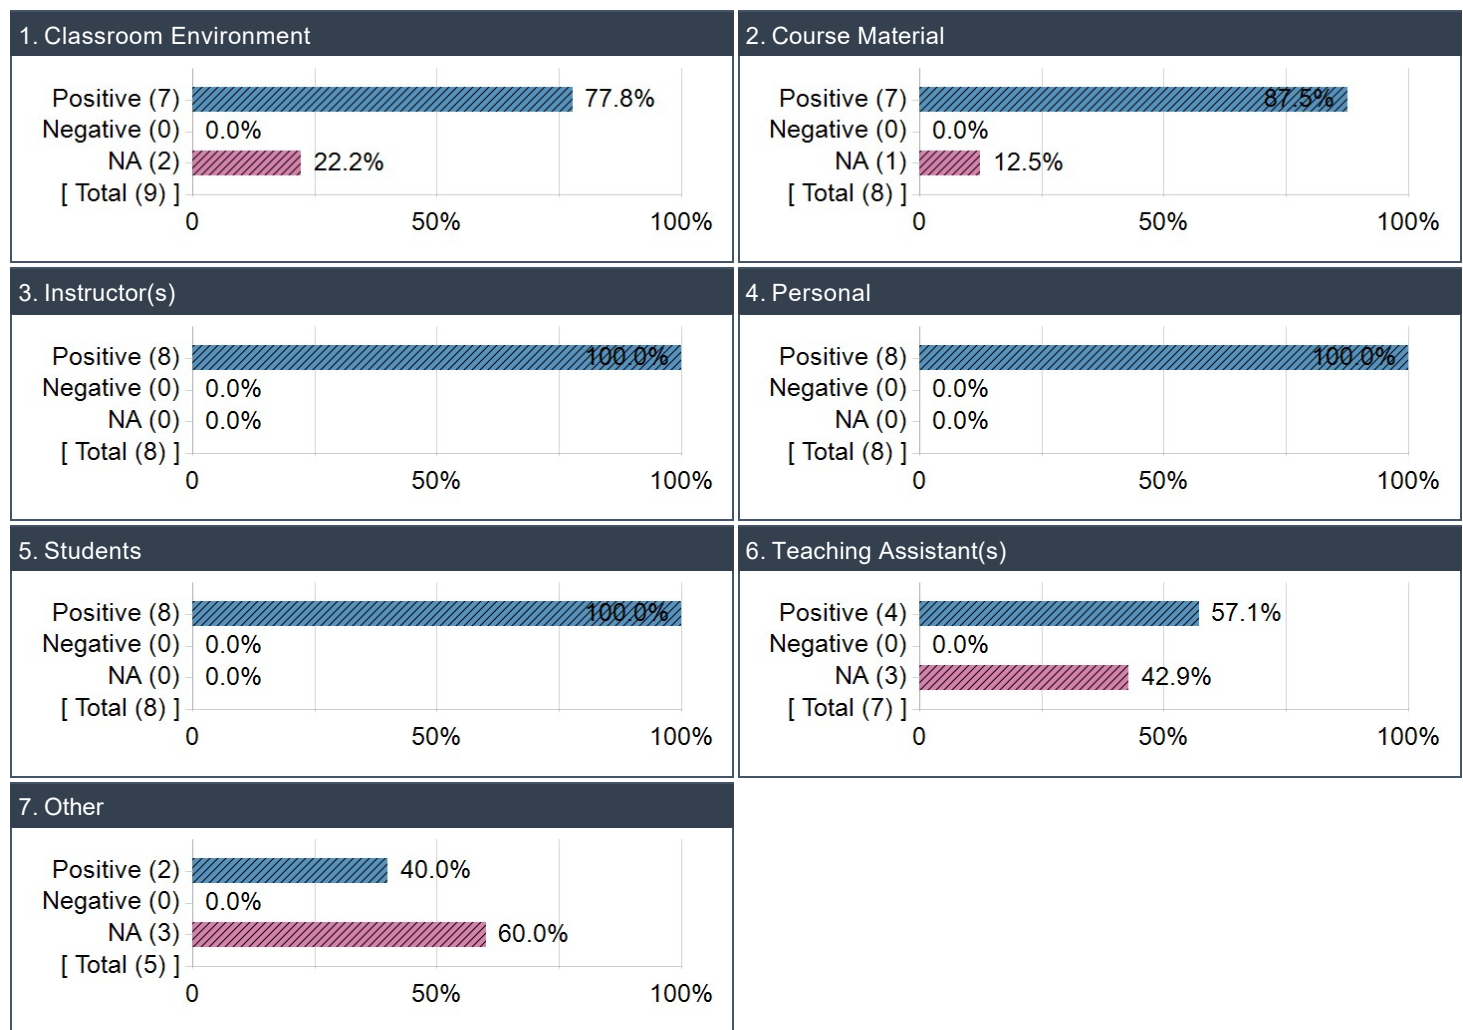 1. Classroom Environment
Positive (7) 77.8%
Negative (0) 0.0%
NA (2) 22.2%
[ Total (9) ]
0 50% 100%
2. Course Material
Positive (7) 87.5%
Negative (0) 0.0%
NA (1) 12.5%
[ Total (8) ]
0 50% 100%
3. Instructor(s)
Positive (8) 100.0%
Negative (0) 0.0%
NA (0) 0.0%
[ Total (8) ]
0 50% 100%
4. Personal
Positive (8) 100.0%
Negative (0) 0.0%
NA (0) 0.0%
[ Total (8) ]
0 50% 100%
5. Students
Positive (8) 100.0%
Negative (0) 0.0%
NA (0) 0.0%
[ Total (8) ]
0 50% 100%
6. Teaching Assistant(s)
Positive (4) 57.1%
Negative (0) 0.0%
NA (3) 42.9%
[ Total (7) ]
0 50% 100%
7. Other
Positive (2) 40.0%
Negative (0) 0.0%
NA (3) 60.0%
[ Total (5) ]
0 50% 100%